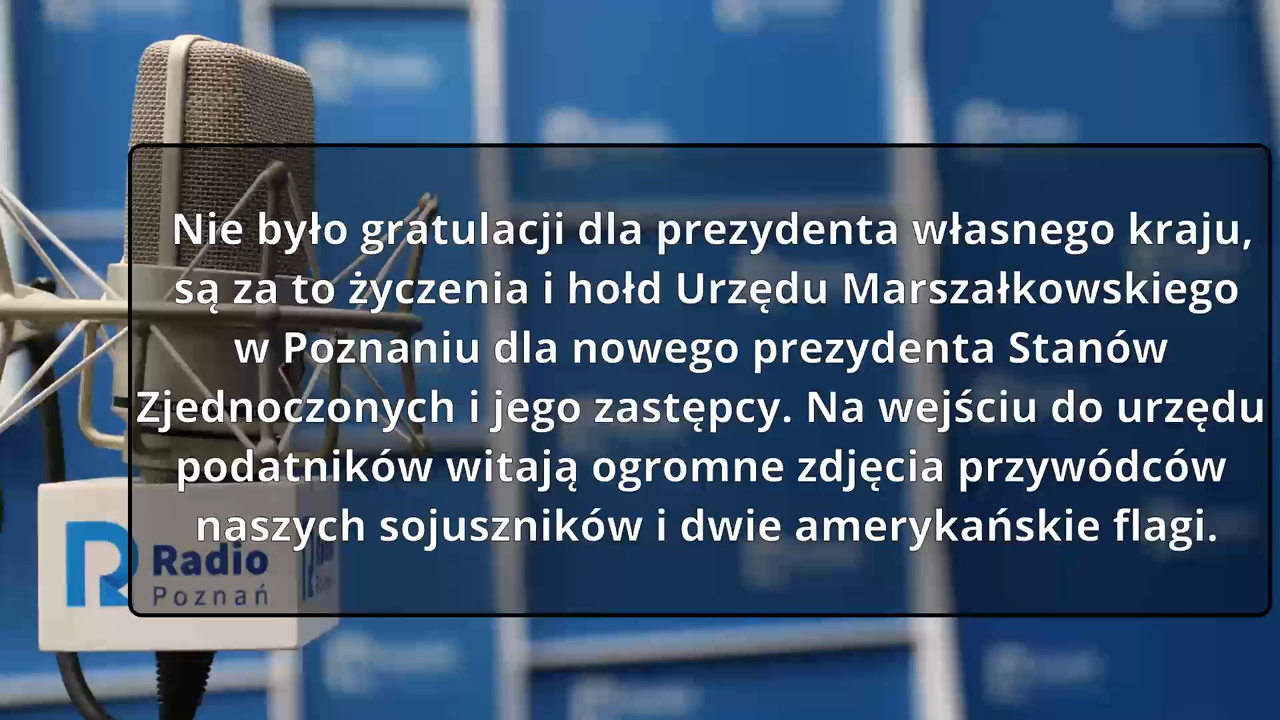 Nie było gratulacji dla prezydenta własnego kraju,
są za to życzenia i hołd Urzędu Marszałkowskiego
w Poznaniu dla nowego prezydenta Stanów
Zjednoczonych i jego zastępcy. Na wejściu do urzędu
podatników witają ogromne zdjęcia przywódców
naszych sojuszników i dwie amerykańskie flagi.
Radio
Poznań